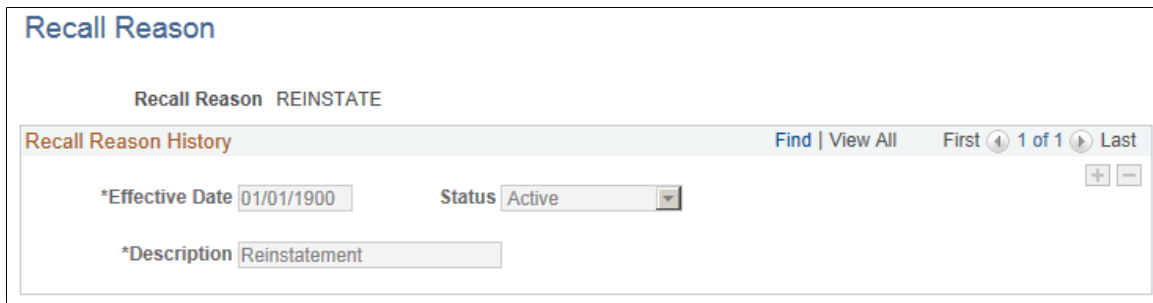 Recall Reason
Recall Reason REINSTATE
Recall Reason History Find | View All First 1 of 1 Last
*Effective Date 01/01/1900 Status Active
*Description Reinstatement